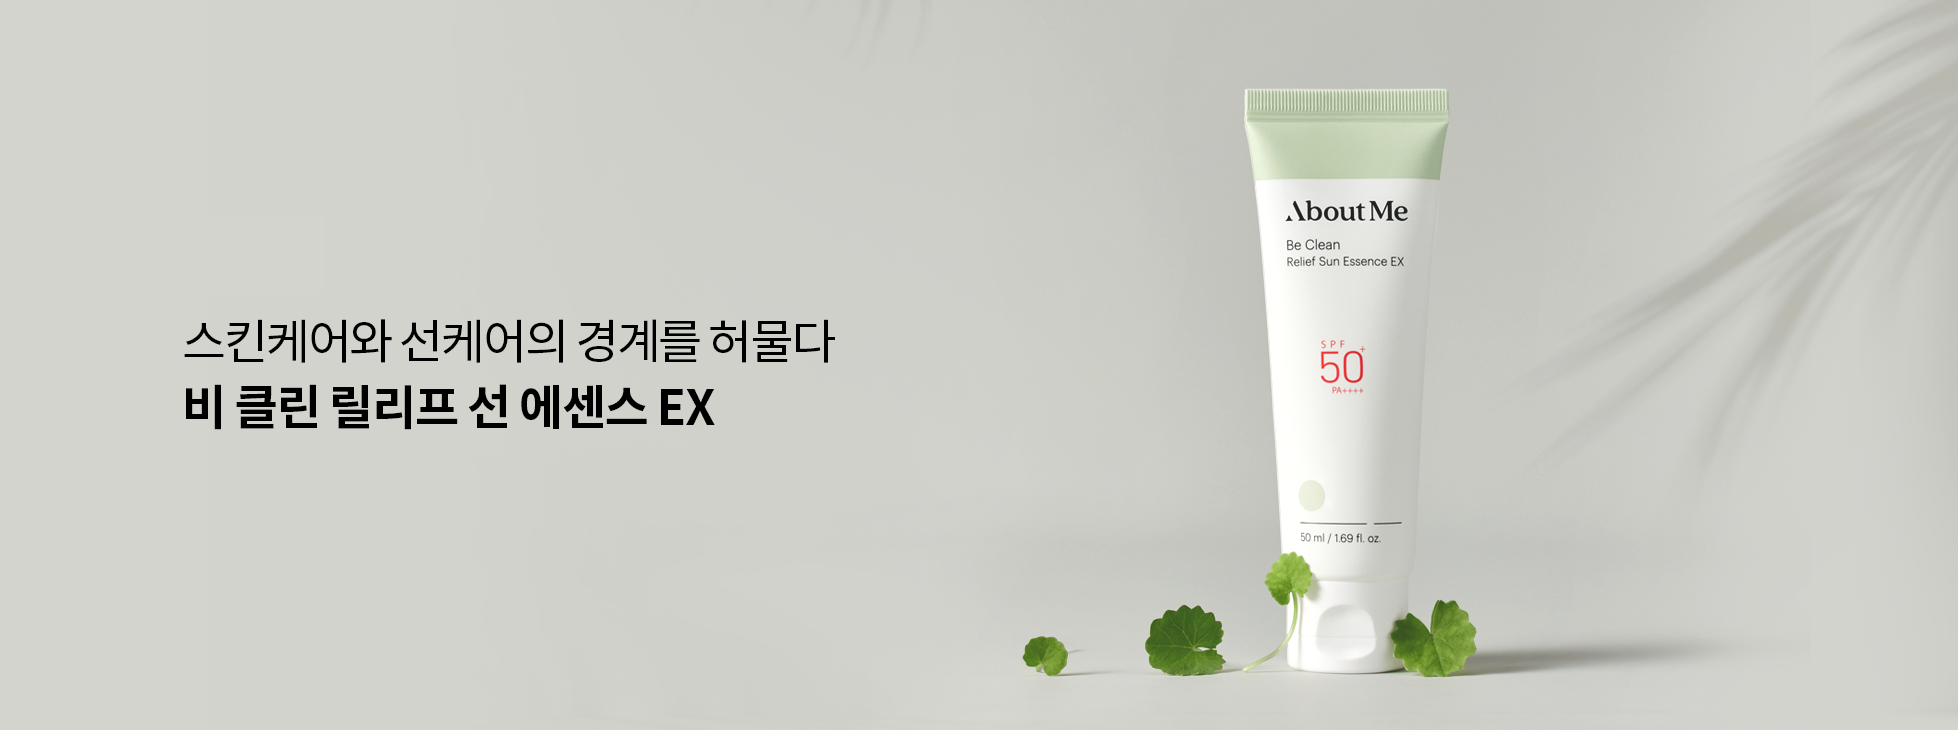 스킨케어와 선케어의 경계를 허물다
비 클린 릴리프 선 에센스 EX
About Me
Be Clean
Relief Sun Essence EX
SPF
50+
PA++++
50 ml / 1.69 fl. oz.